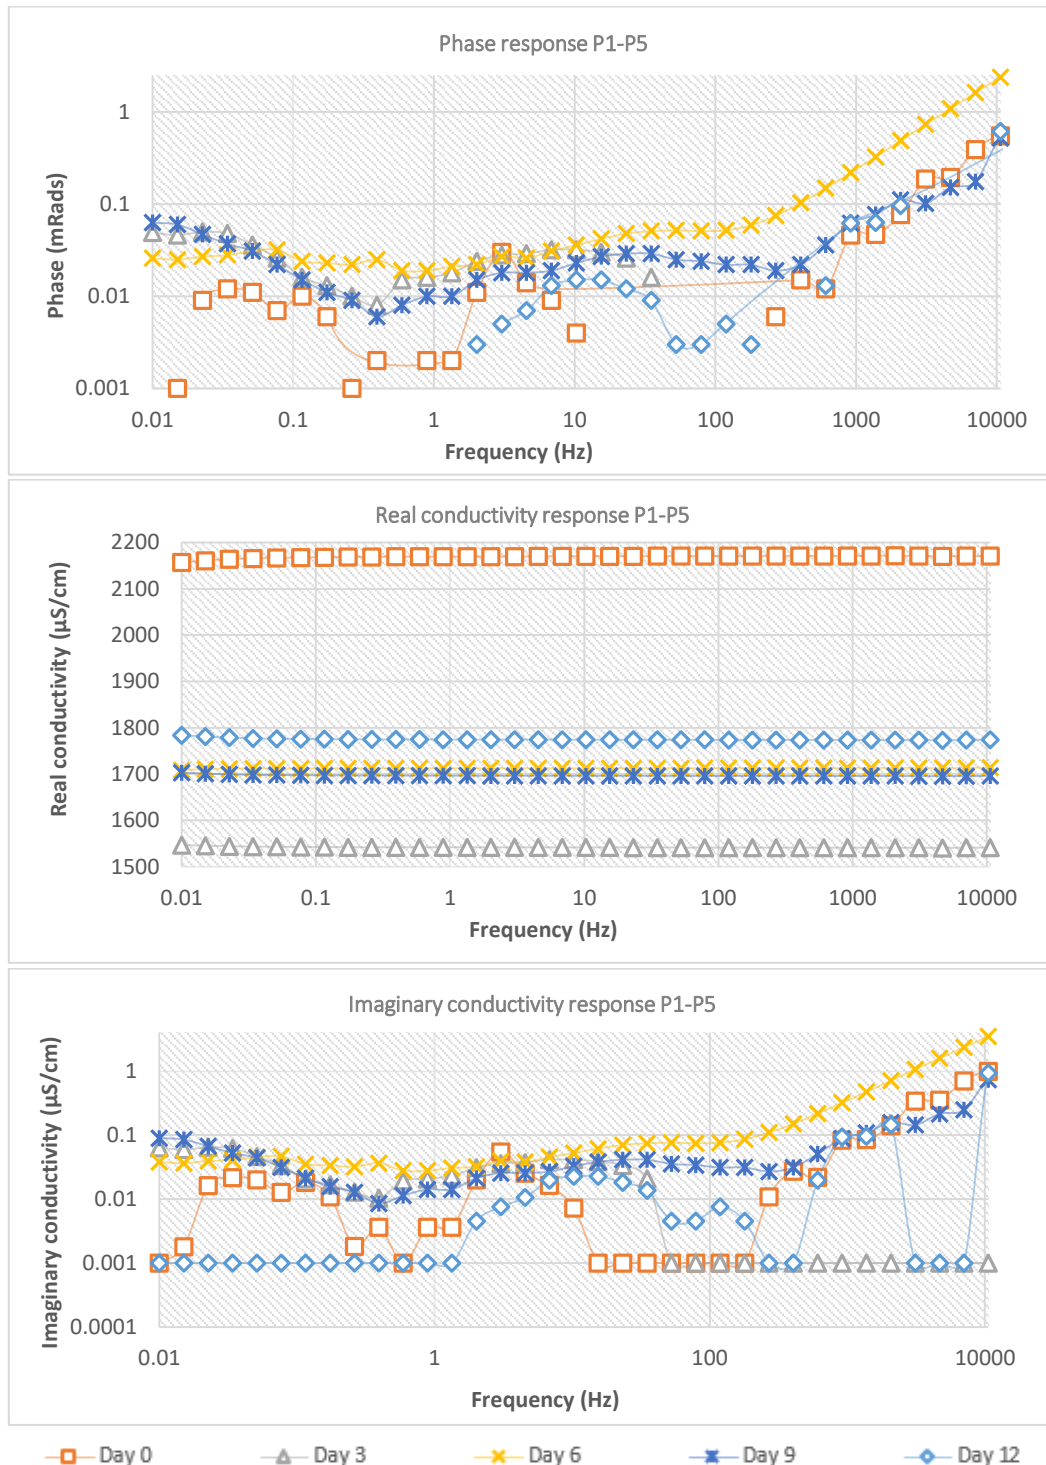 Phase response P1-P5
Phase (mRads)
1
0.1
0.01
0.001
0.01 0.1 1 10 100 1000 10000
Frequency (Hz)
Real conductivity response P1-P5
Real conductivity (µS/cm)
2200
2100
2000
1900
1800
1700
1600
1500
0.01 0.1 1 10 100 1000 10000
Frequency (Hz)
Imaginary conductivity response P1-P5
Imaginary conductivity (µS/cm)
1
0.1
0.01
0.001
0.0001
0.01 1 100 10000
Frequency (Hz)
Day 0 Day 3 Day 6 Day 9 Day 12